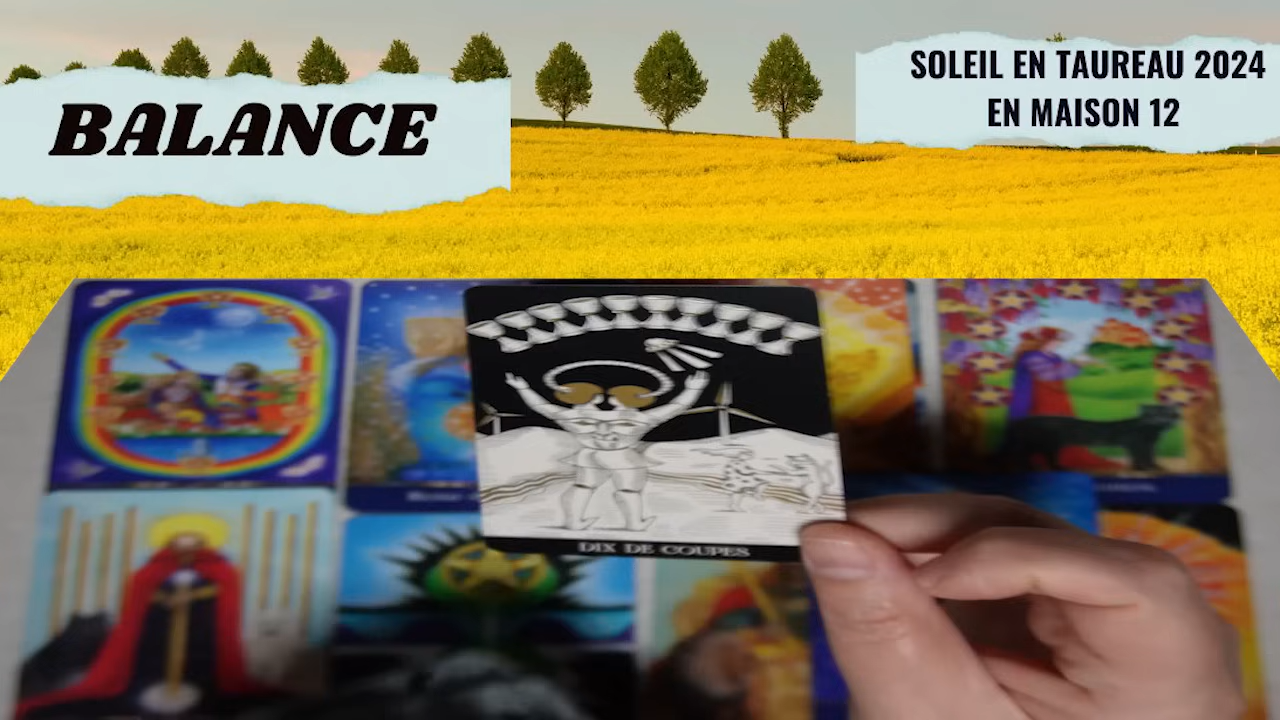 BALANCE
SOLEIL EN TAUREAU 2024
EN MAISON 12
DIX DE COUPES